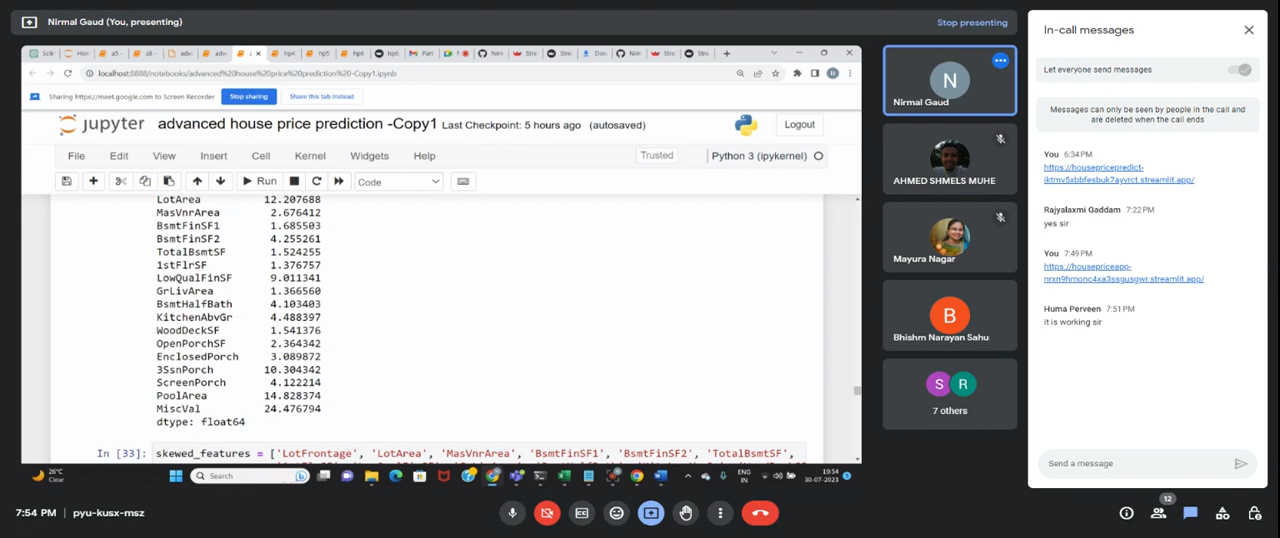 Nirmal Gaud (You, presenting)
Stop presenting
localhost:8888/notebooks/advanced%20house%20price%20prediction%20-Copy1.ipynb
Sharing https://meet.google.com to Screen Recorder
Stop sharing
Share this tab instead
jupyter advanced house price prediction -Copy1 Last Checkpoint: 5 hours ago (autosaved)
Logout
File Edit View Insert Cell Kernel Widgets Help
Trusted
Python 3 (ipykernel)
Run
Code
LotArea 12.207688
MasVnrArea 2.676412
BsmtFinSF1 1.685503
BsmtFinSF2 4.255261
TotalBsmtSF 1.524255
1stFlrSF 1.376757
LowQualFinSF 9.011341
GrLivArea 1.366560
BsmtHalfBath 4.103403
KitchenAbvGr 4.488397
WoodDeckSF 1.541376
OpenPorchSF 2.364342
EnclosedPorch 3.089872
3SsnPorch 10.304342
ScreenPorch 4.122214
PoolArea 14.828374
MiscVal 24.476794
dtype: float64
In [33]: skewed_features = ['LotFrontage', 'LotArea', 'MasVnrArea', 'BsmtFinSF1', 'BsmtFinSF2', 'TotalBsmtSF',
26°C
Clear
Search
ENG
IN
19:54
30-07-2023
7:54 PM | pyu-kusx-msz
N
Nirmal Gaud
AHMED SHMELS MUHE
Mayura Nagar
B
Bhishm Narayan Sahu
S R
7 others
In-call messages
Let everyone send messages
Messages can only be seen by people in the call and
are deleted when the call ends
You 6:34 PM
https://housepricepredict-
iktmv5xbbfesbuk7ayvrct.streamlit.app/
Rajyalaxmi Gaddam 7:22 PM
yes sir
You 7:49 PM
https://housepriceapp-
nrxn9hmonc4xa3ssgusgwr.streamlit.app/
Huma Perveen 7:51 PM
it is working sir
Send a message
12